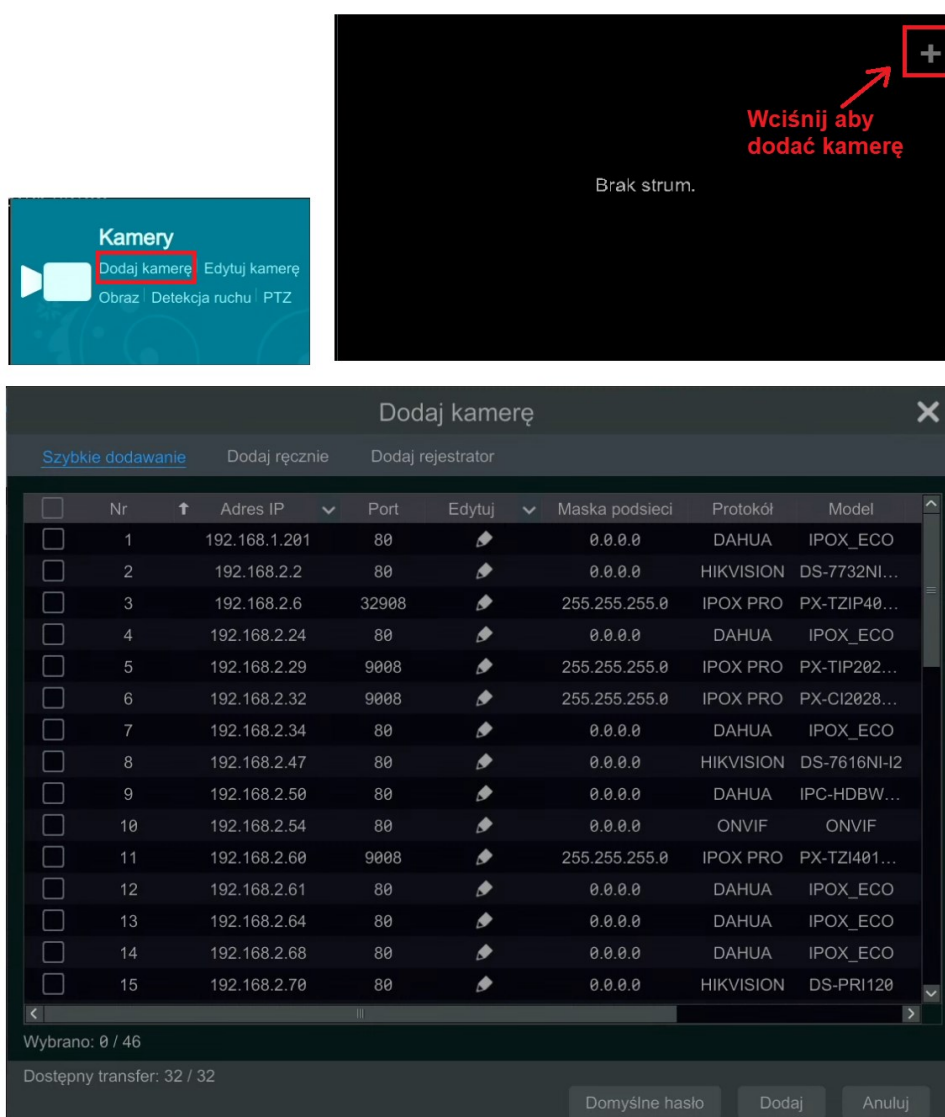 Wciśnij aby
dodać kamerę
Brak strum.
Kamery
Dodaj kamerę Edytuj kamerę
Obraz Detekcja ruchu PTZ
Dodaj kamerę
Szybkie dodawanie Dodaj ręcznie Dodaj rejestrator
Nr Adres IP Port Edytuj Maska podsieci Protokół Model
1 192.168.1.201 80 0.0.0.0 DAHUA IPOX_ECO
2 192.168.2.2 80 0.0.0.0 HIKVISION DS-7732NI...
3 192.168.2.6 32908 255.255.255.0 IPOX PRO PX-TZIP40...
4 192.168.2.24 80 0.0.0.0 DAHUA IPOX_ECO
5 192.168.2.29 9008 255.255.255.0 IPOX PRO PX-TIP202...
6 192.168.2.32 9008 255.255.255.0 IPOX PRO PX-CI2028...
7 192.168.2.34 80 0.0.0.0 DAHUA IPOX_ECO
8 192.168.2.47 80 0.0.0.0 HIKVISION DS-7616NI-I2
9 192.168.2.50 80 0.0.0.0 DAHUA IPC-HDBW...
10 192.168.2.54 80 0.0.0.0 ONVIF ONVIF
11 192.168.2.60 9008 255.255.255.0 IPOX PRO PX-TZI401...
12 192.168.2.61 80 0.0.0.0 DAHUA IPOX_ECO
13 192.168.2.64 80 0.0.0.0 DAHUA IPOX_ECO
14 192.168.2.68 80 0.0.0.0 DAHUA IPOX_ECO
15 192.168.2.70 80 0.0.0.0 HIKVISION DS-PRI120
Wybrano: 0 / 46
Dostępny transfer: 32 / 32
Domyślne hasło Dodaj Anuluj